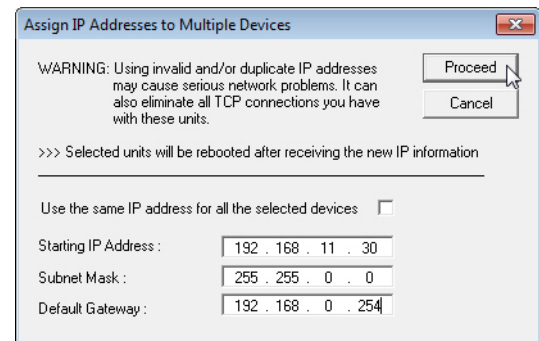 Assign IP Addresses to Multiple Devices
WARNING: Using invalid and/or duplicate IP addresses
may cause serious network problems. It can
also eliminate all TCP connections you have
with these units.
Proceed
Cancel
>>> Selected units will be rebooted after receiving the new IP information
Use the same IP address for all the selected devices
Starting IP Address : 192 . 168 . 11 . 30
Subnet Mask : 255 . 255 . 0 . 0
Default Gateway : 192 . 168 . 0 . 254